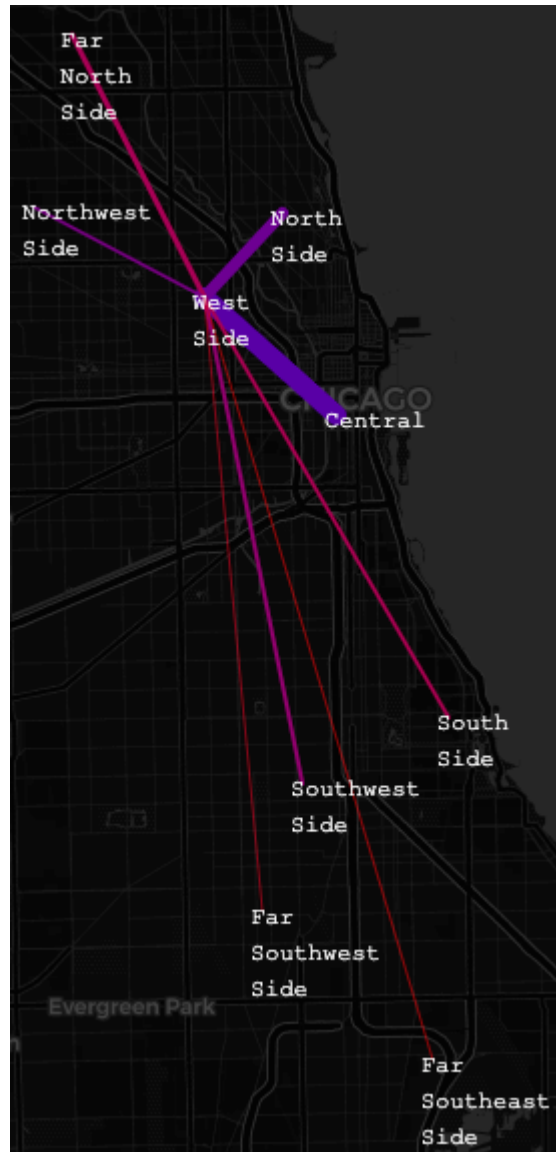 Far
North
Side
Northwest
Side
North
Side
West
Side
CHICAGO
Central
South
Side
Southwest
Side
Far
Southwest
Side
Evergreen Park
n
Far
Southeast
Side